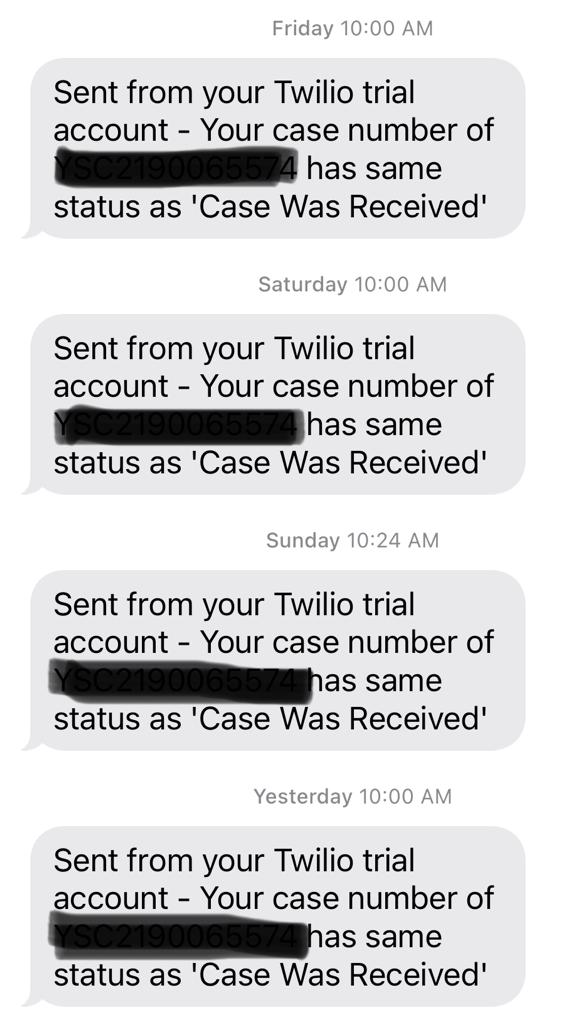 Friday 10:00 AM
Sent from your Twilio trial
account - Your case number of
has same
status as 'Case Was Received'
Saturday 10:00 AM
Sent from your Twilio trial
account - Your case number of
has same
status as 'Case Was Received'
Sunday 10:24 AM
Sent from your Twilio trial
account - Your case number of
has same
status as 'Case Was Received'
Yesterday 10:00 AM
Sent from your Twilio trial
account - Your case number of
has same
status as 'Case Was Received'